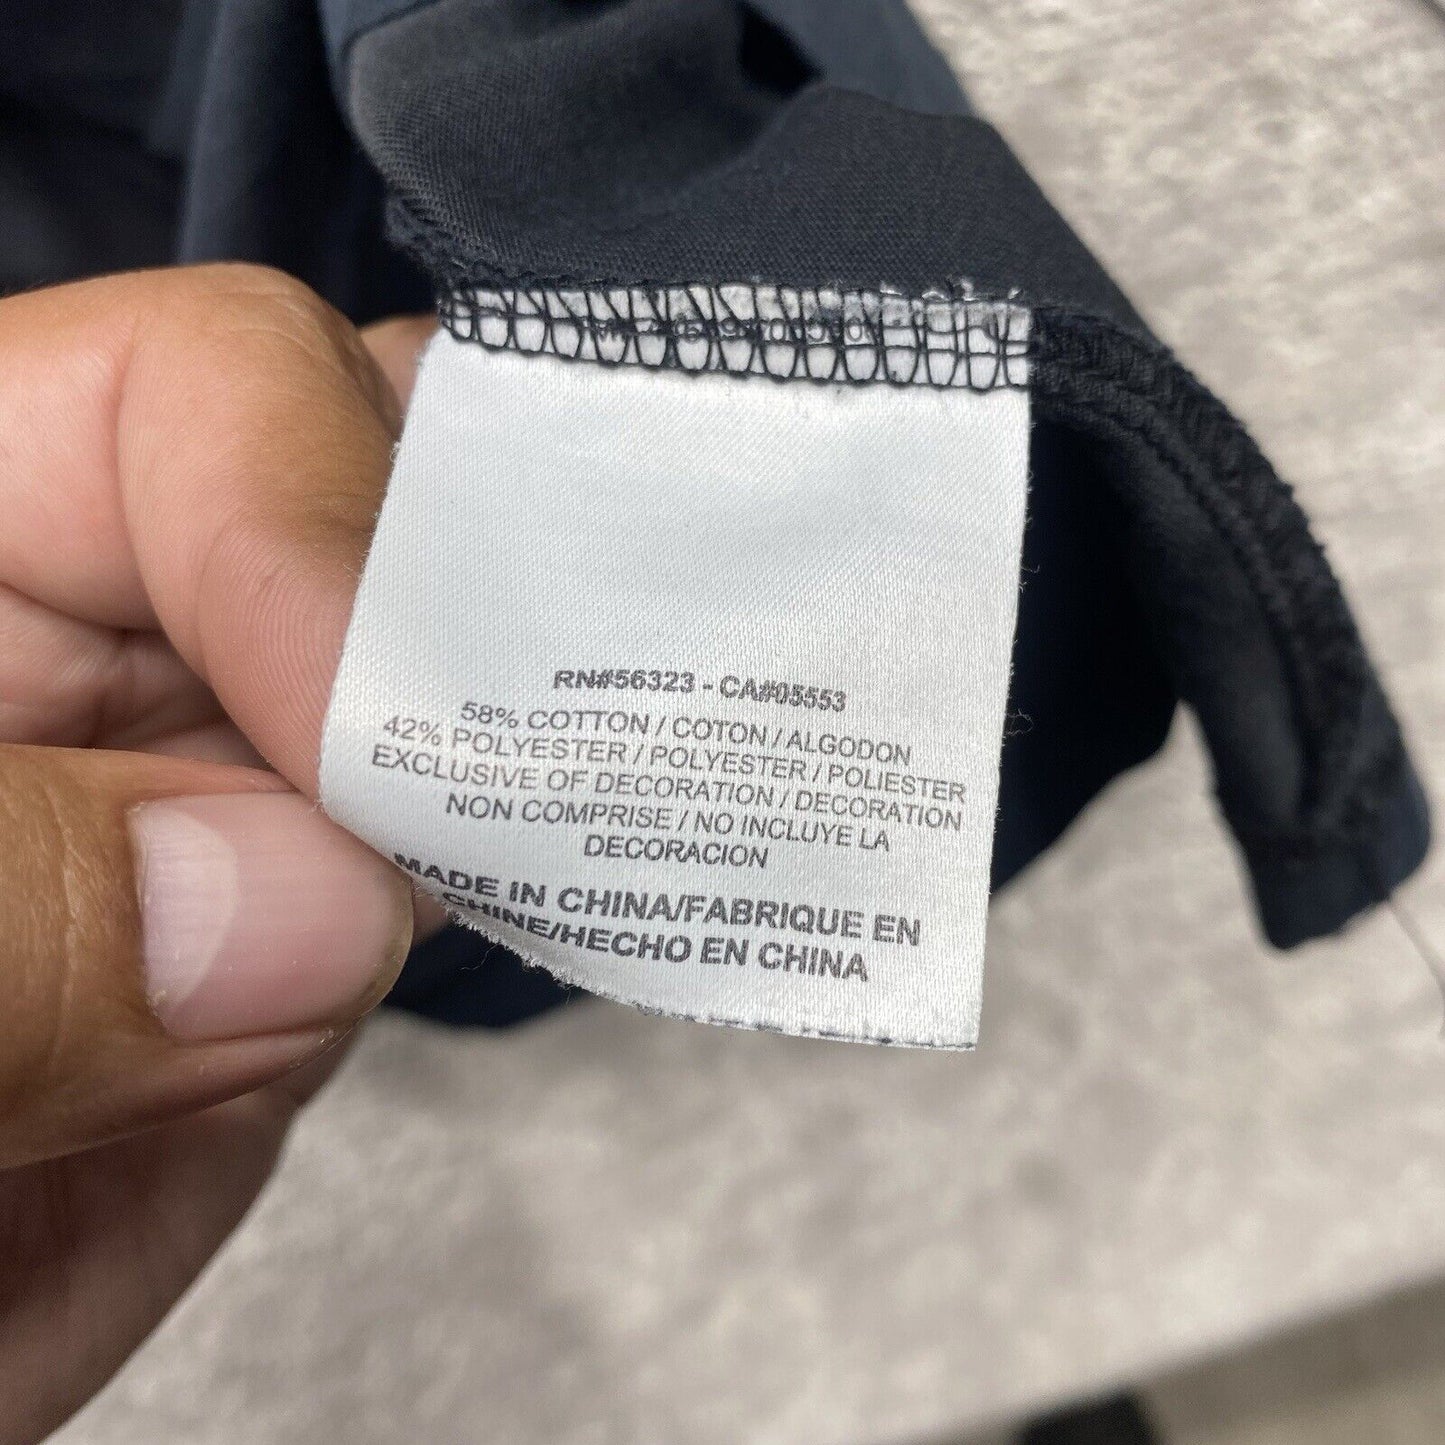 RN#56323 - CA#05553
58% COTTON / COTON / ALGODON
42% POLYESTER / POLYESTER / POLIESTER
EXCLUSIVE OF DECORATION / DECORATION
NON COMPRISE / NO INCLUYE LA
DECORACION
MADE IN CHINA/FABRIQUE EN
CHINE/HECHO EN CHINA